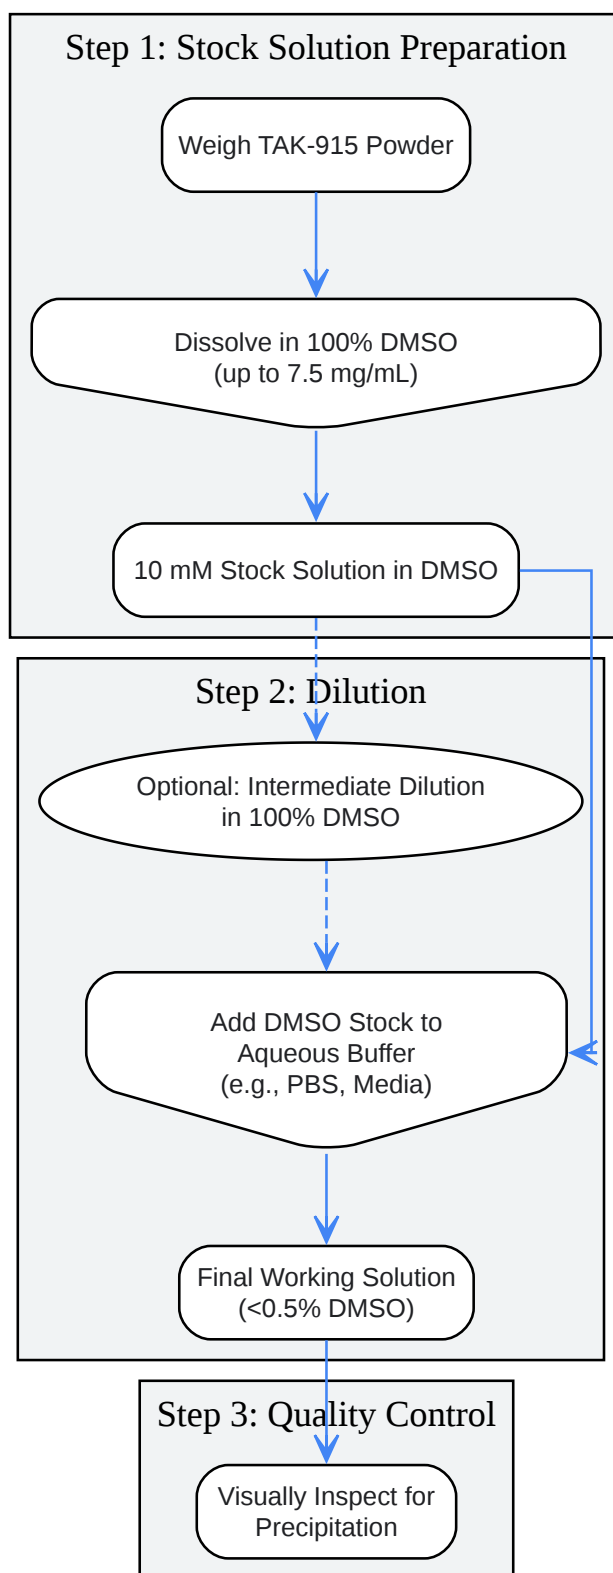 Step 1: Stock Solution Preparation
Weigh TAK-915 Powder
Dissolve in 100% DMSO
(up to 7.5 mg/mL)
10 mM Stock Solution in DMSO
Step 2: Dilution
Optional: Intermediate Dilution
in 100% DMSO
Add DMSO Stock to
Aqueous Buffer
(e.g., PBS, Media)
Final Working Solution
(<0.5% DMSO)
Step 3: Quality Control
Visually Inspect for
Precipitation